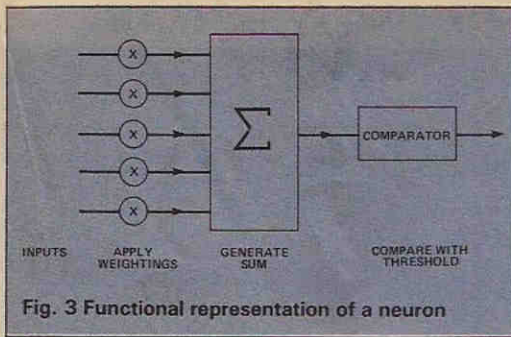 X
X
X
X
X
Σ
COMPARATOR
INPUTS
APPLY
WEIGHTINGS
GENERATE
SUM
COMPARE WITH
THRESHOLD
Fig. 3 Functional representation of a neuron